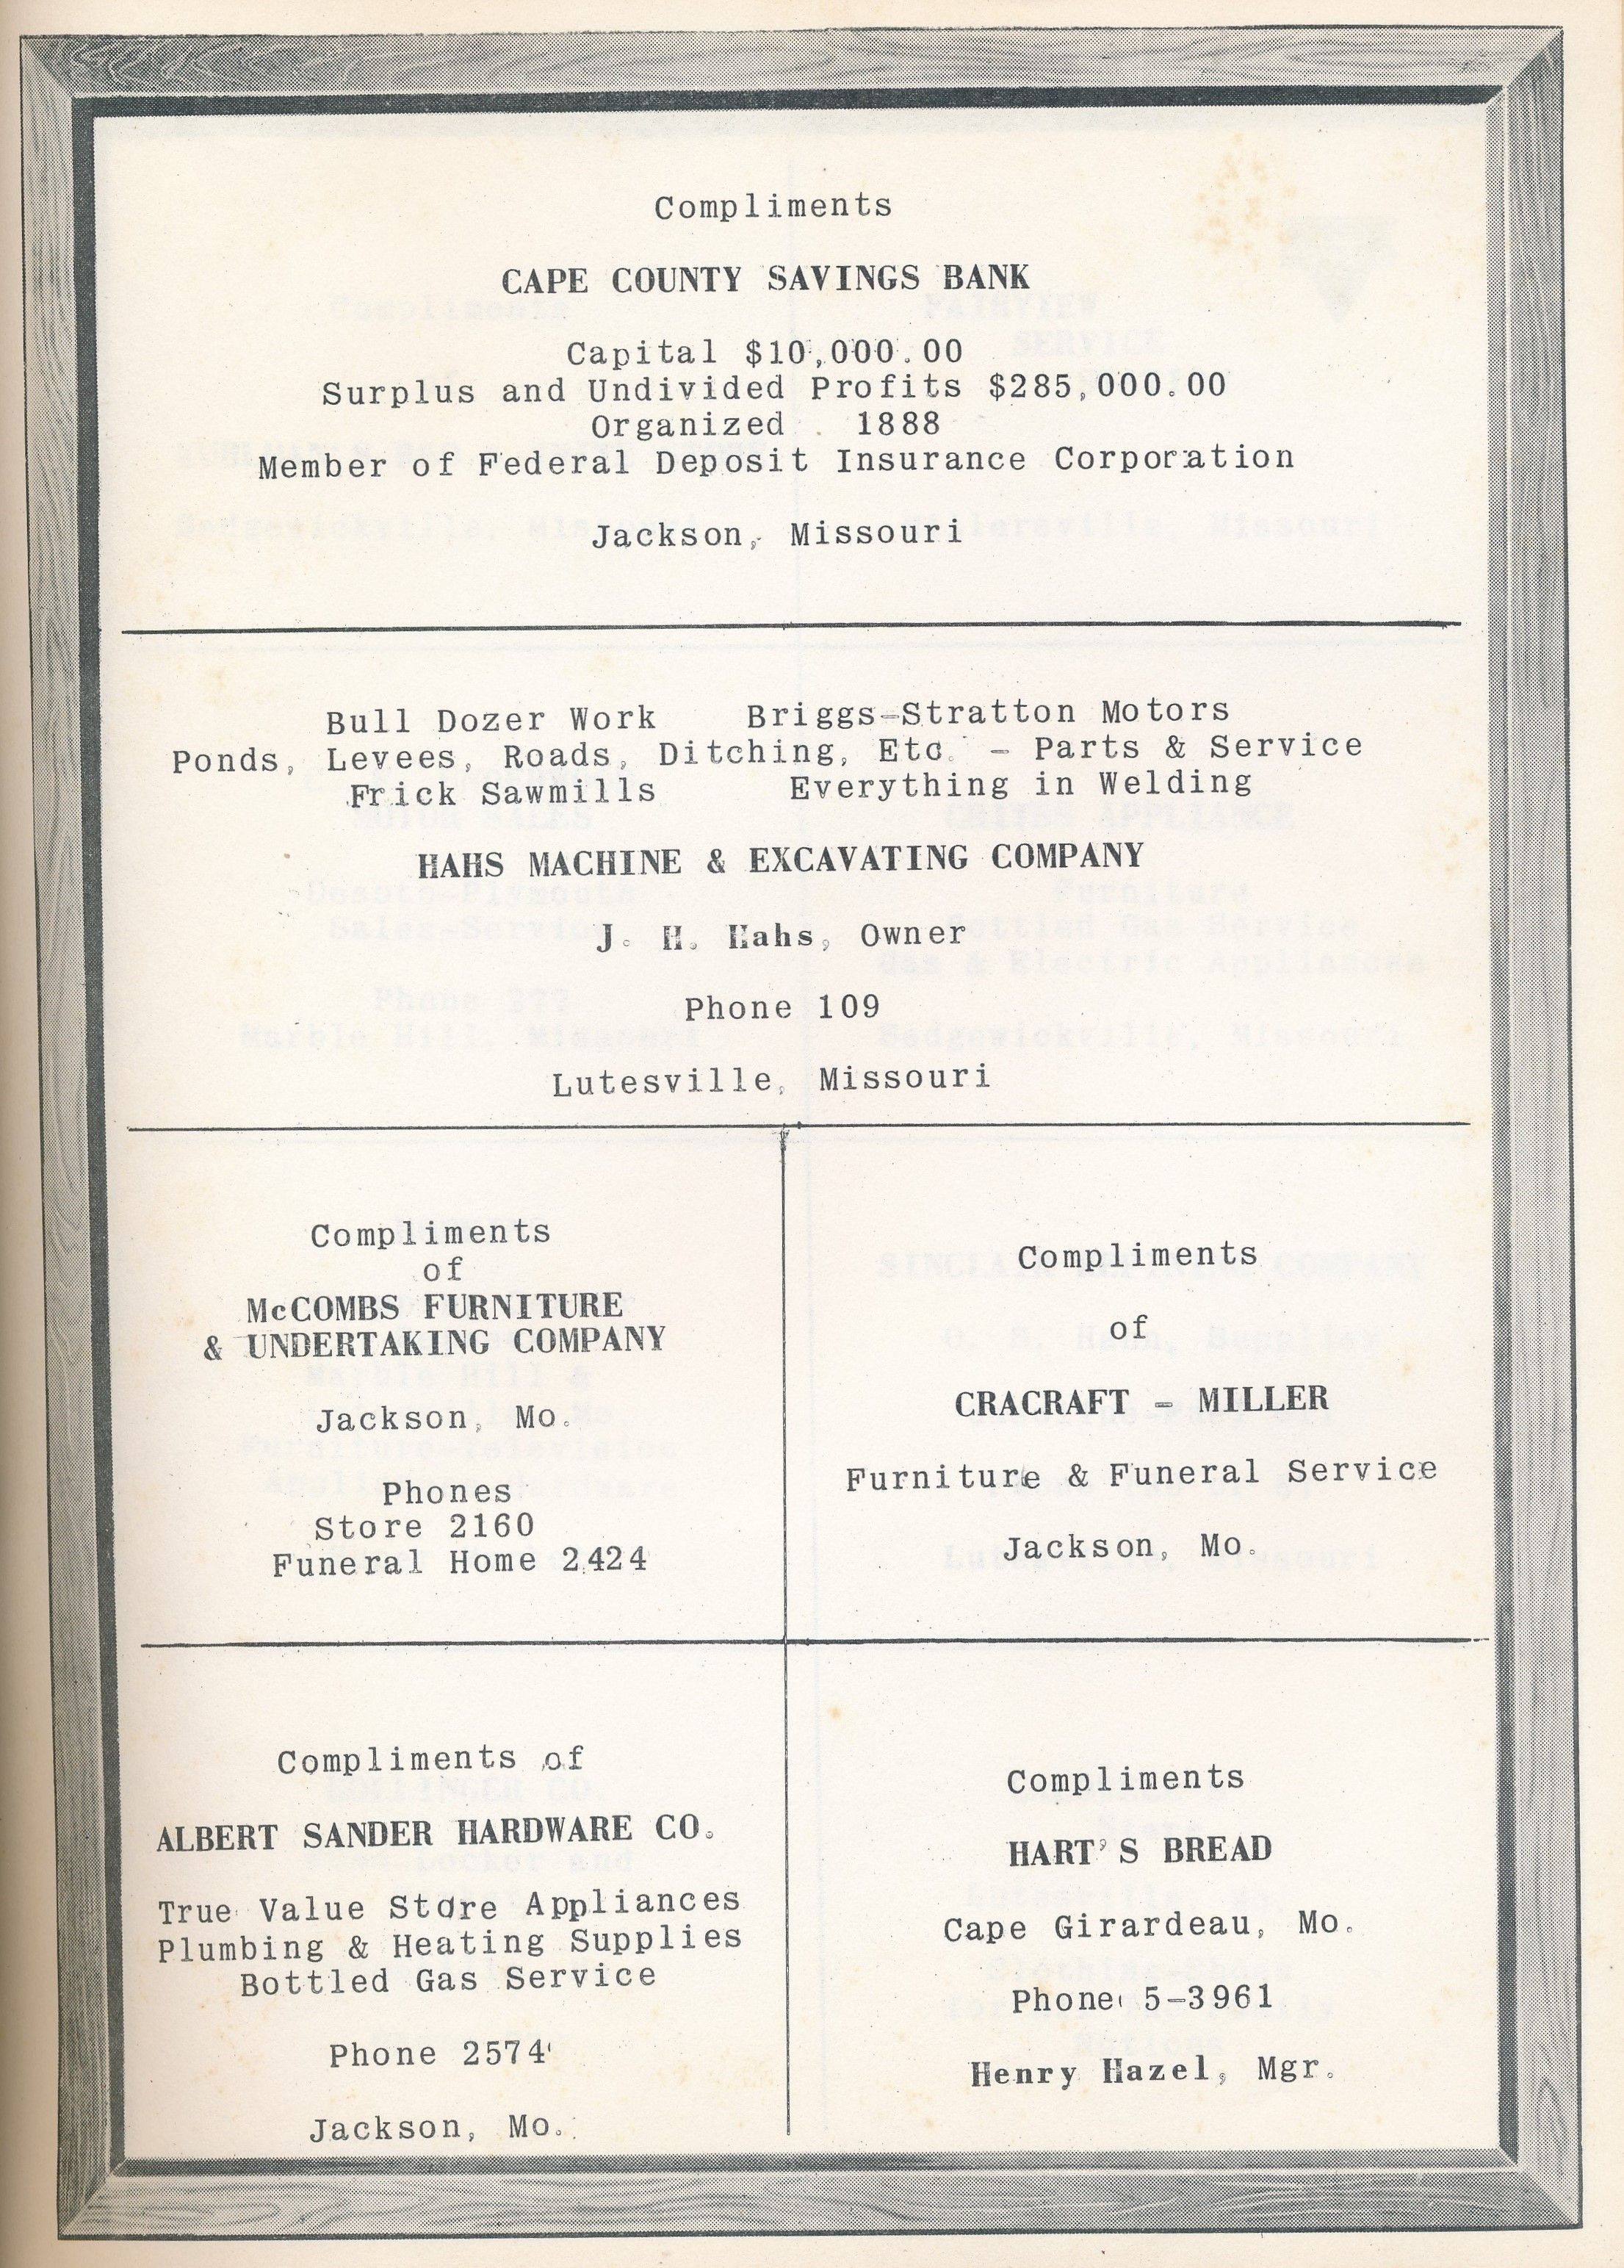 Compliments
CAPE COUNTY SAVINGS BANK
Capital $10,000.00
Surplus and Undivided Profits $285,000.00
Organized 1888
Member of Federal Deposit Insurance Corporation
Jackson, Missouri
Bull Dozer Work Briggs-Stratton Motors
Ponds, Levees, Roads, Ditching, Etc. - Parts & Service
Frick Sawmills Everything in Welding
HAHS MACHINE & EXCAVATING COMPANY
J. H. Hahs, Owner
Phone 109
Lutesville, Missouri
Compliments
of
McCOMBS FURNITURE
& UNDERTAKING COMPANY
Jackson, Mo.
Phones
Store 2160
Funeral Home 2424
Compliments
of
CRACRAFT - MILLER
Furniture & Funeral Service
Jackson, Mo.
Compliments of
ALBERT SANDER HARDWARE CO.
True Value Store Appliances
Plumbing & Heating Supplies
Bottled Gas Service
Phone 2574
Jackson, Mo.
Compliments
HART'S BREAD
Cape Girardeau, Mo.
Phone 5-3961
Henry Hazel, Mgr.